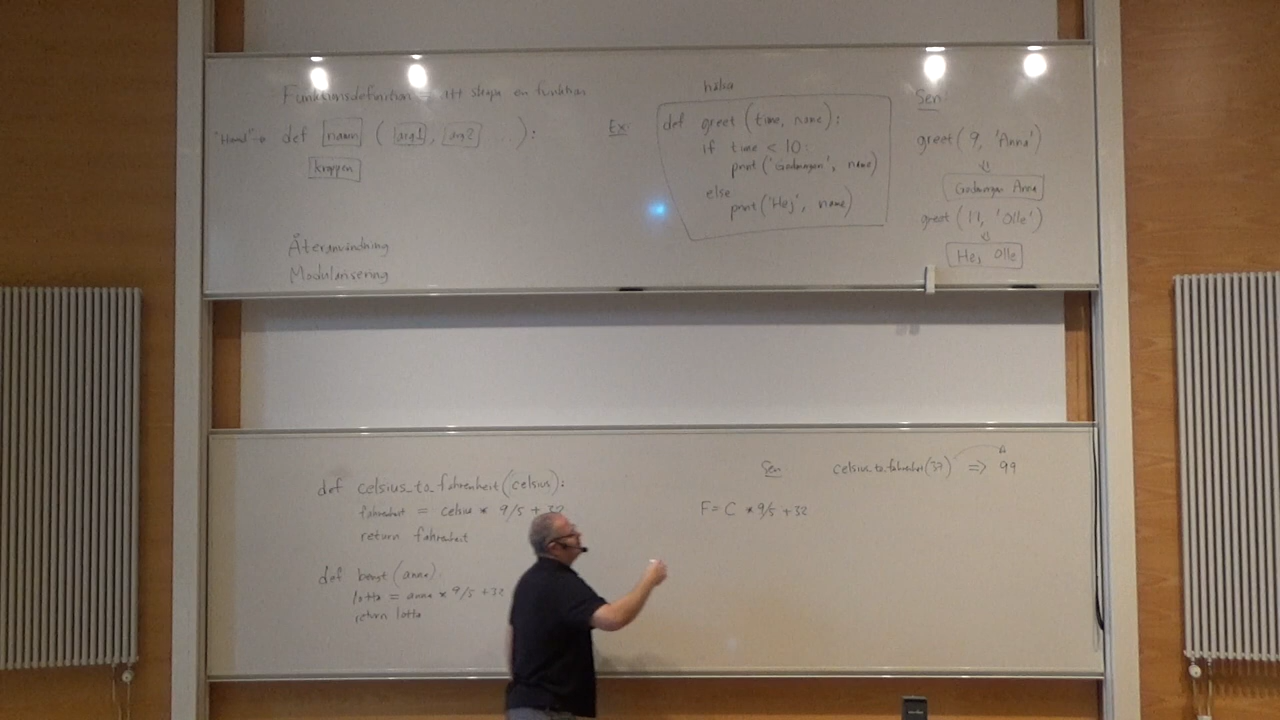 Funktionsdefinition = att skapa en funktion
"Huvud" → def namn ( arg1, arg2 ... ):
kroppen
Återanvändning
Modularisering
hälsa
Ex:
def greet (time, name):
if time < 10:
print ('Godmorgon', name)
else
print ('Hej', name)
Sen:
greet( 9, 'Anna')
⇓
Godmorgon Anna
greet ( 11, 'Olle')
⇓
Hej Olle
def celsius_to_fahrenheit (celsius):
fahrenheit = celsius * 9/5 + 32
return fahrenheit
def (anna)
lotta = anna * 9/5 + 32
return lotta
Sen celsius_to_fahrenheit(37) => 99
F = C * 9/5 + 32